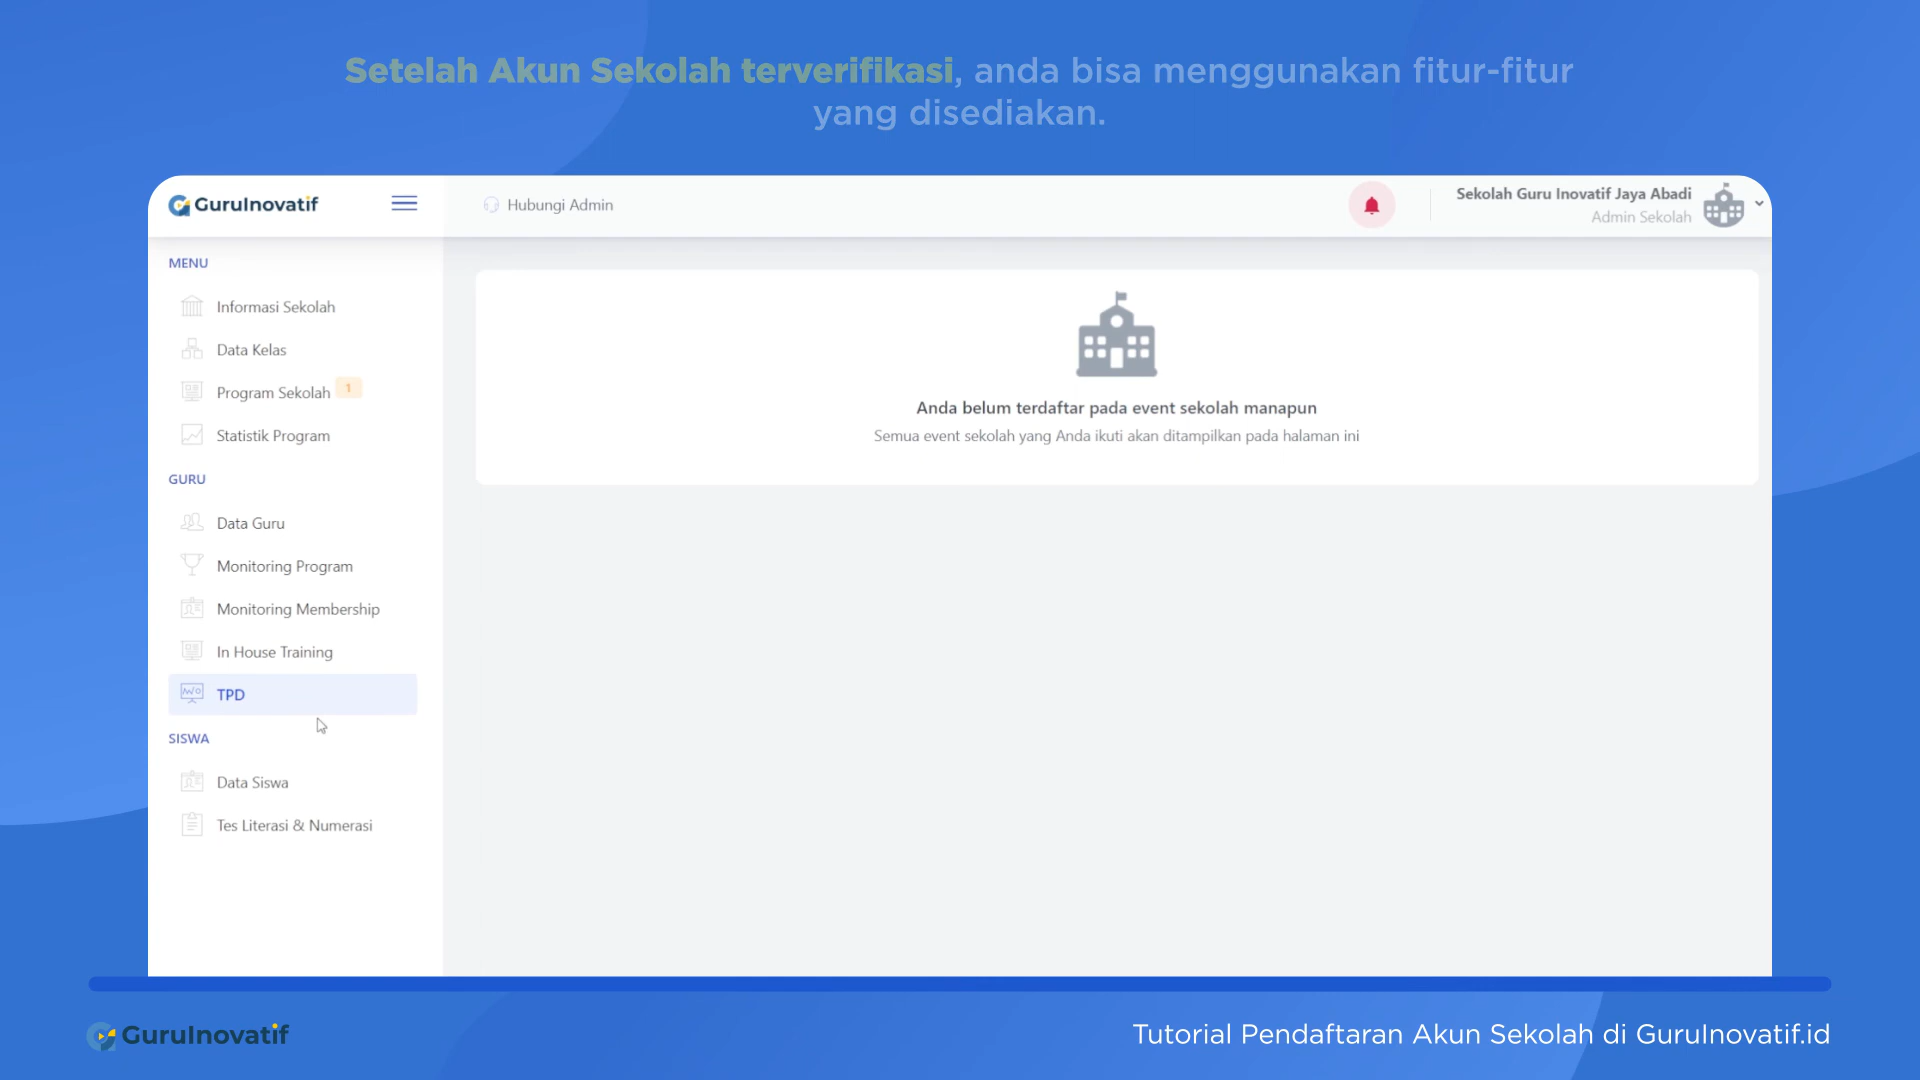 Setelah Akun Sekolah terverifikasi, anda bisa menggunakan fitur-fitur
yang disediakan.
GuruInovatif
Hubungi Admin
Sekolah Guru Inovatif Jaya Abadi
Admin Sekolah
MENU
Informasi Sekolah
Data Kelas
Program Sekolah 1
Statistik Program
GURU
Data Guru
Monitoring Program
Monitoring Membership
In House Training
TPD
SISWA
Data Siswa
Tes Literasi & Numerasi
Anda belum terdaftar pada event sekolah manapun
Semua event sekolah yang Anda ikuti akan ditampilkan pada halaman ini
GuruInovatif
Tutorial Pendaftaran Akun Sekolah di GuruInovatif.id